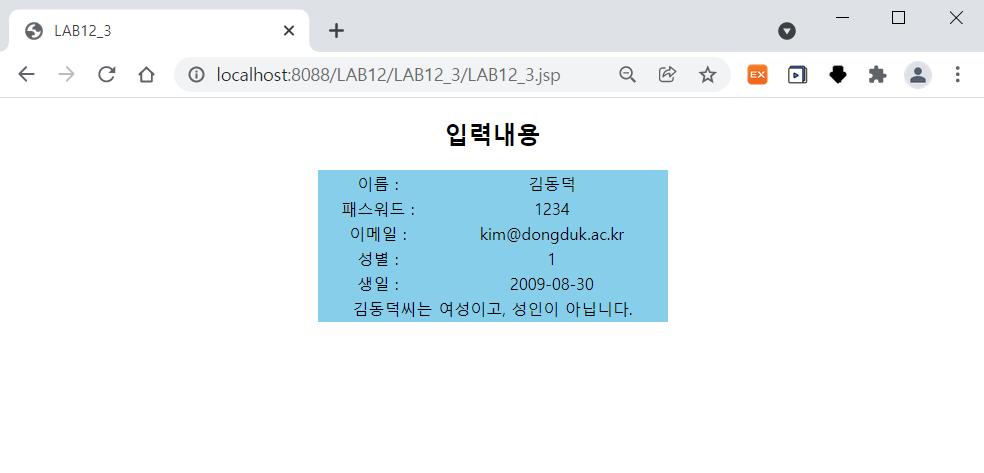 LAB12_3
localhost:8088/LAB12/LAB12_3/LAB12_3.jsp
EX
입력내용
이름 : 김동덕
패스워드 : 1234
이메일 : kim@dongduk.ac.kr
성별 : 1
생일 : 2009-08-30
김동덕씨는 여성이고, 성인이 아닙니다.